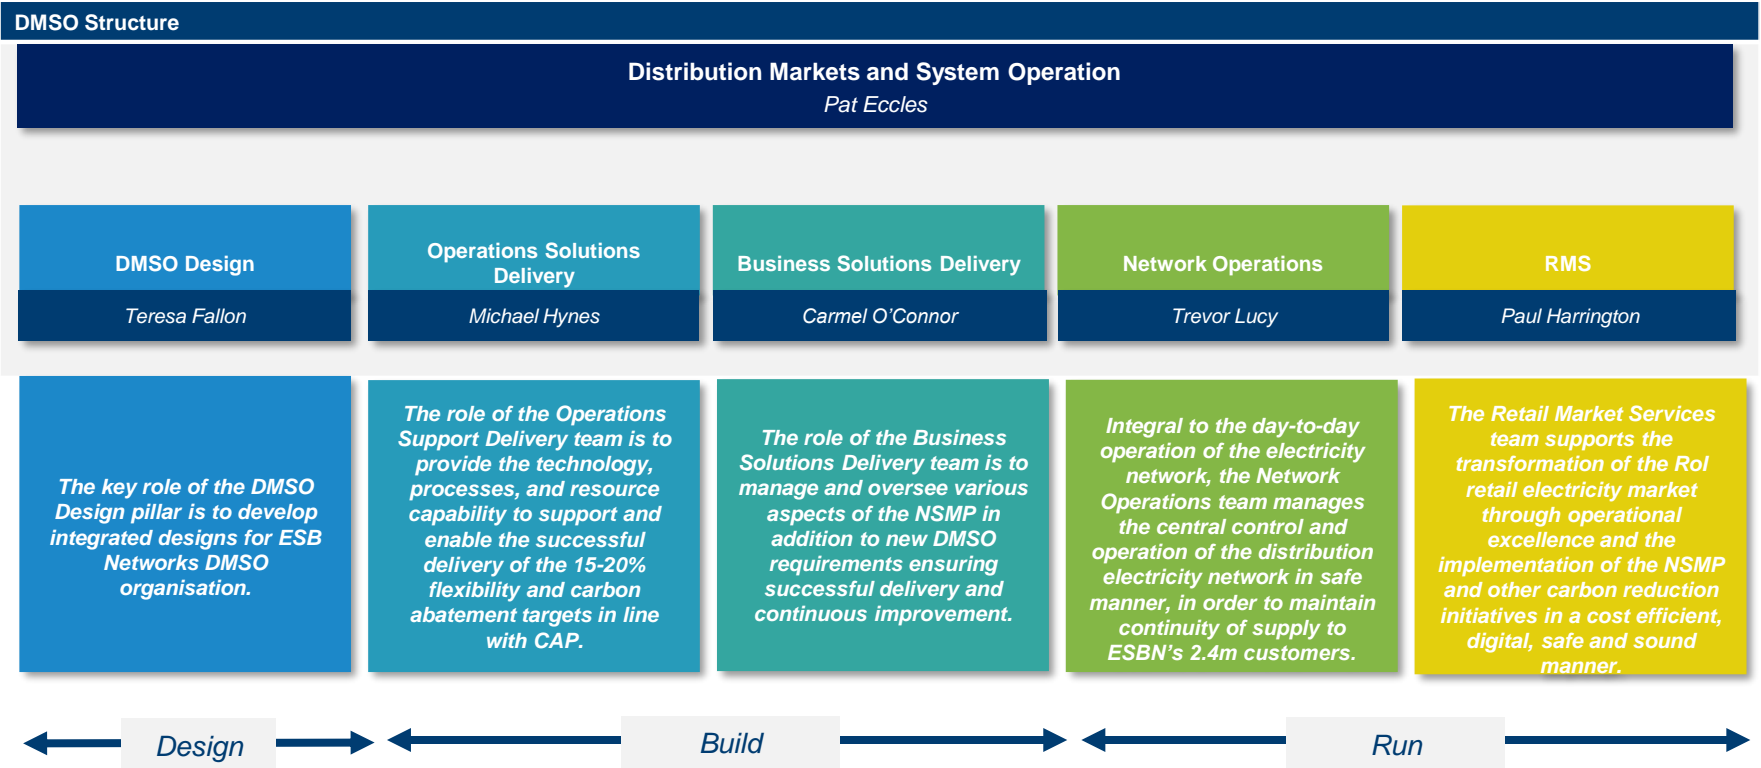 DMSO Structure
Distribution Markets and System Operation
Pat Eccles
DMSO Design
Teresa Fallon
Operations Solutions
Delivery
Michael Hynes
Business Solutions Delivery
Carmel O'Connor
Network Operations
Trevor Lucy
RMS
Paul Harrington
The key role of the DMSO
Design pillar is to develop
integrated designs for ESB
Networks DMSO
organisation.
The role of the Operations
Support Delivery team is to
provide the technology,
processes, and resource
capability to support and
enable the successful
delivery of the 15-20%
flexibility and carbon
abatement targets in line
with CAP.
The role of the Business
Solutions Delivery team is to
manage and oversee various
aspects of the NSMP in
addition to new DMSO
requirements ensuring
successful delivery and
continuous improvement.
Integral to the day-to-day
operation of the electricity
network, the Network
Operations team manages
the central control and
operation of the distribution
electricity network in safe
manner, in order to maintain
continuity of supply to
ESBN's 2.4m customers.
The Retail Market Services
team supports the
transformation of the RoI
retail electricity market
through operational
excellence and the
implementation of the NSMP
and other carbon reduction
initiatives in a cost efficient,
digital, safe and sound
manner.
Design
Build
Run